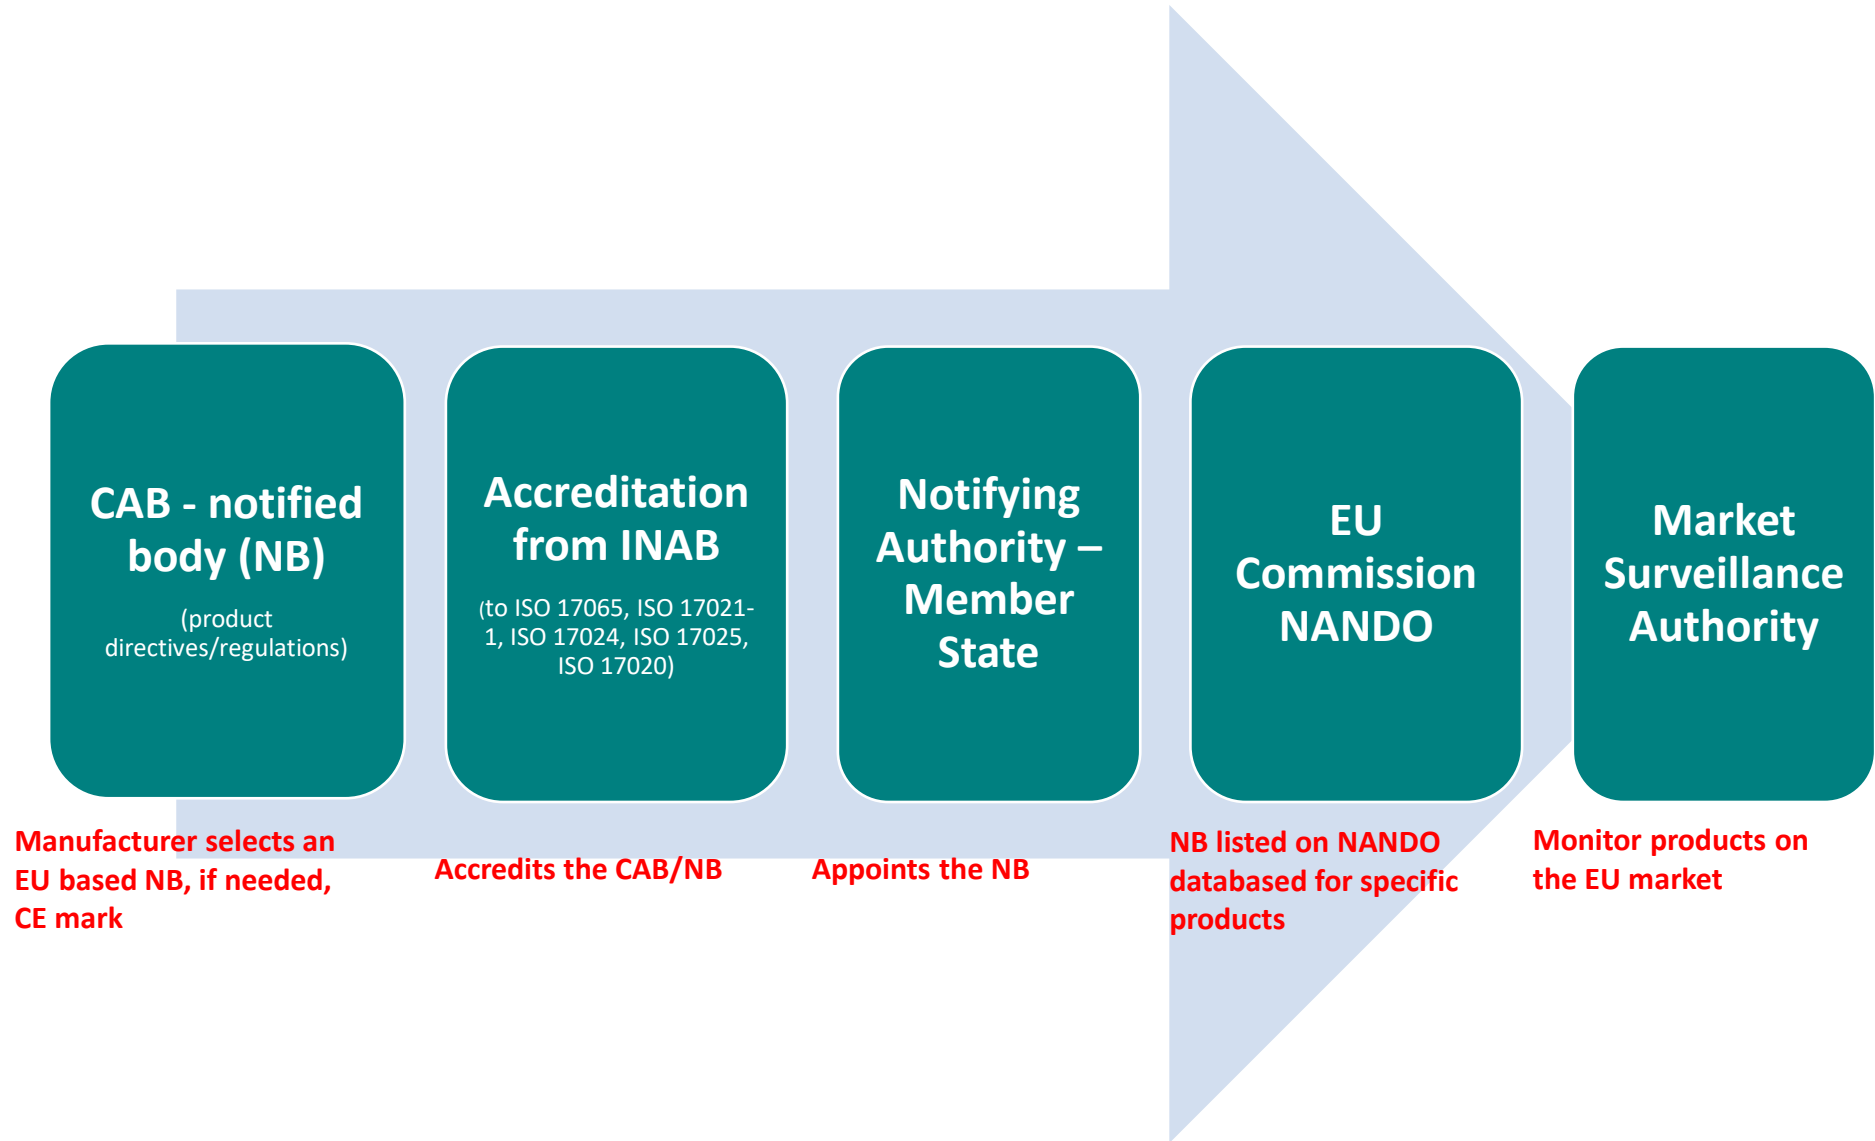 CAB - notified
body (NB)
(product
directives/regulations)
Manufacturer selects an
EU based NB, if needed,
CE mark
Accreditation
from INAB
(to ISO 17065, ISO 17021-
1, ISO 17024, ISO 17025,
ISO 17020)
Accredits the CAB/NB
Notifying
Authority –
Member
State
Appoints the NB
EU
Commission
NANDO
NB listed on NANDO
databased for specific
products
Market
Surveillance
Authority
Monitor products on
the EU market